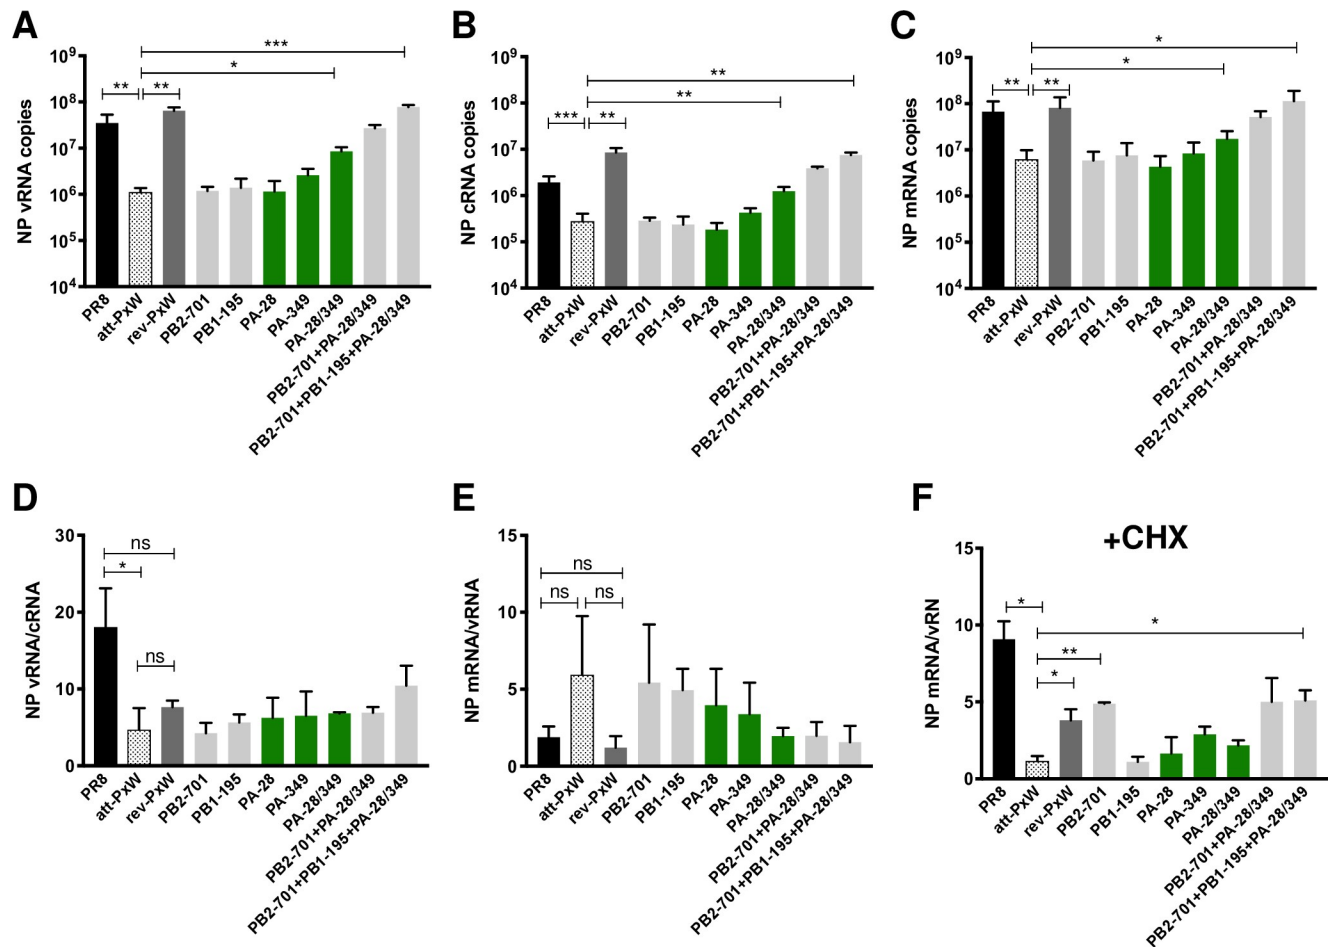 A
NP vRNA copies
10⁹
10⁸
10⁷
10⁶
10⁵
10⁴
***
*
** **
PR8
att-PxW
rev-PxW
PB2-701
PB1-195
PA-28
PA-349
PA-28/349
PB2-701+PA-28/349
PB2-701+PB1-195+PA-28/349
B
NP cRNA copies
10⁹
10⁸
10⁷
10⁶
10⁵
10⁴
**
**
*** **
PR8
att-PxW
rev-PxW
PB2-701
PB1-195
PA-28
PA-349
PA-28/349
PB2-701+PA-28/349
PB2-701+PB1-195+PA-28/349
C
NP mRNA copies
10⁹
10⁸
10⁷
10⁶
10⁵
10⁴
*
*
** **
PR8
att-PxW
rev-PxW
PB2-701
PB1-195
PA-28
PA-349
PA-28/349
PB2-701+PA-28/349
PB2-701+PB1-195+PA-28/349
D
NP vRNA/cRNA
30
20
10
0
ns
*
ns
PR8
att-PxW
rev-PxW
PB2-701
PB1-195
PA-28
PA-349
PA-28/349
PB2-701+PA-28/349
PB2-701+PB1-195+PA-28/349
E
NP mRNA/vRNA
15
10
5
0
ns
ns ns
PR8
att-PxW
rev-PxW
PB2-701
PB1-195
PA-28
PA-349
PA-28/349
PB2-701+PA-28/349
PB2-701+PB1-195+PA-28/349
F
+CHX
NP mRNA/vRN
15
10
5
0
*
*
**
*
PR8
att-PxW
rev-PxW
PB2-701
PB1-195
PA-28
PA-349
PA-28/349
PB2-701+PA-28/349
PB2-701+PB1-195+PA-28/349